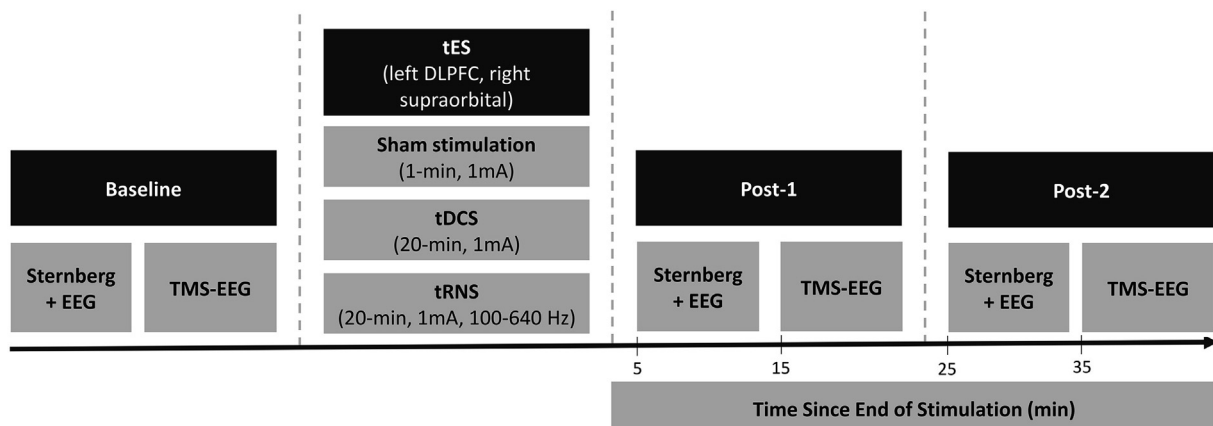 Baseline
Sternberg
+ EEG
TMS-EEG
tES
(left DLPFC, right
supraorbital)
Sham stimulation
(1-min, 1mA)
tDCS
(20-min, 1mA)
tRNS
(20-min, 1mA, 100-640 Hz)
Post-1
Sternberg
+ EEG
TMS-EEG
Post-2
Sternberg
+ EEG
TMS-EEG
5
15
25
35
Time Since End of Stimulation (min)